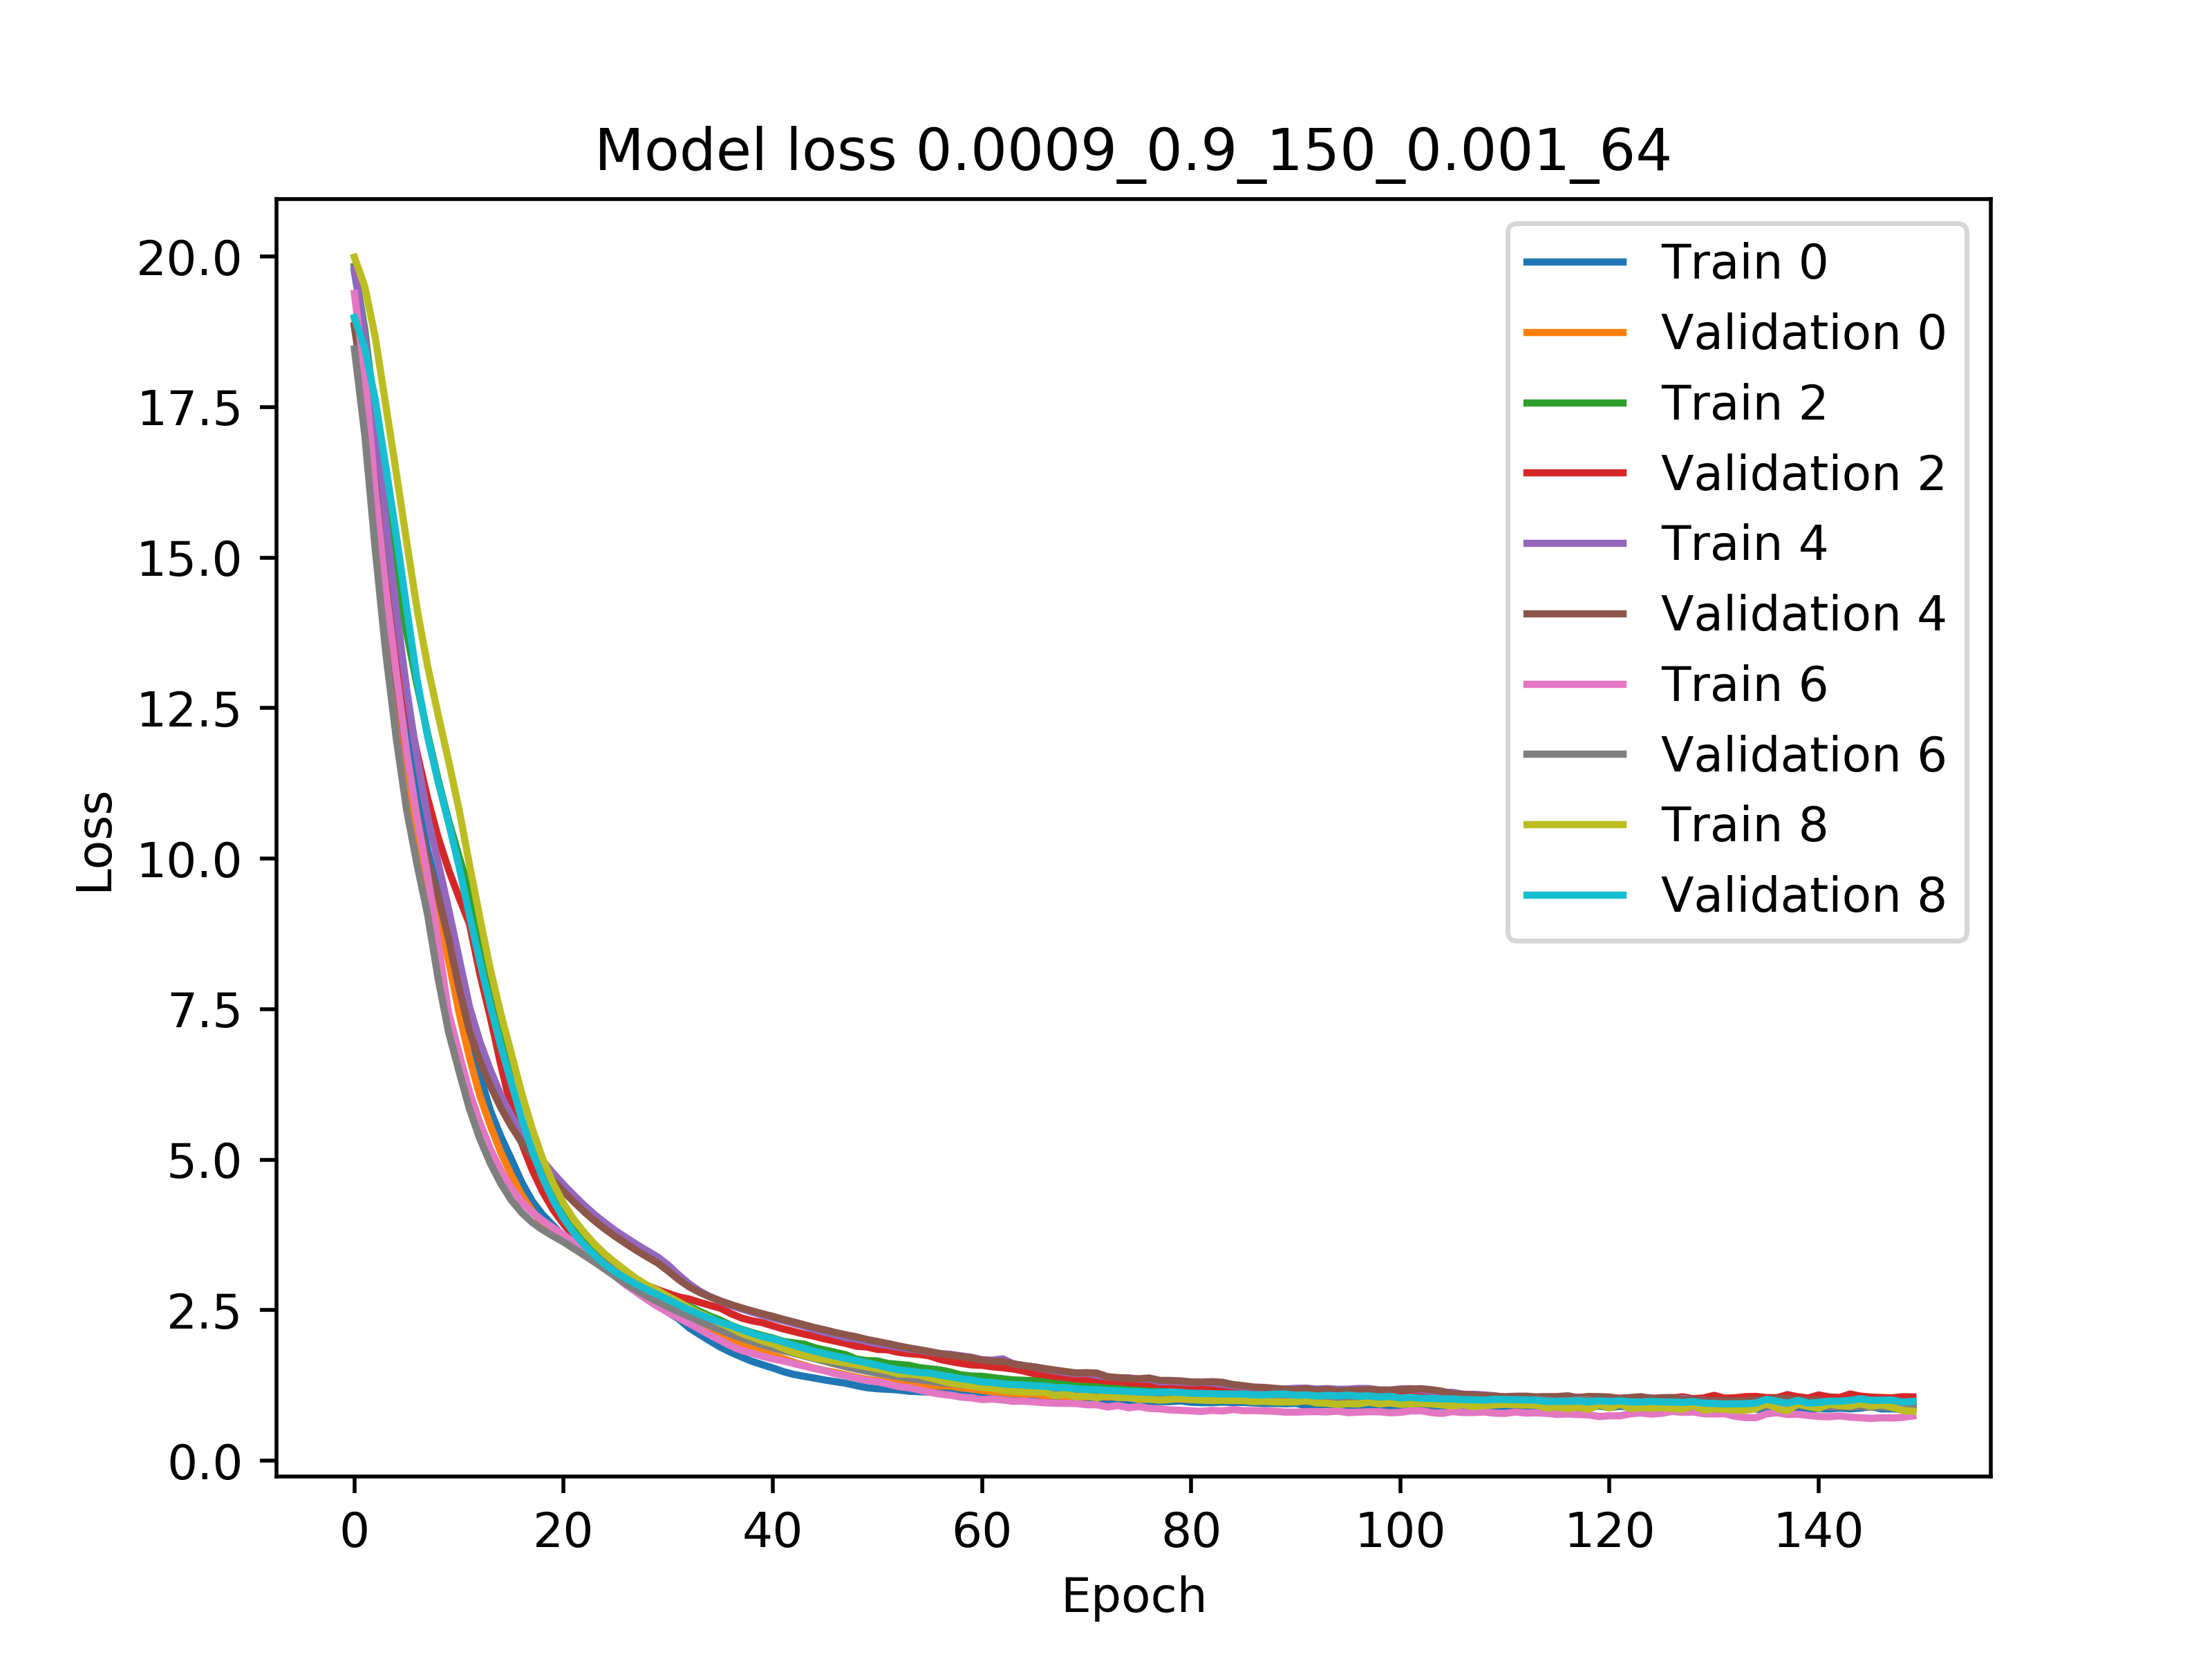 Model loss 0.0009_0.9_150_0.001_64
20.0
17.5
15.0
12.5
10.0
7.5
5.0
2.5
0.0
Loss
Train 0
Validation 0
Train 2
Validation 2
Train 4
Validation 4
Train 6
Validation 6
Train 8
Validation 8
0 20 40 60 80 100 120 140
Epoch